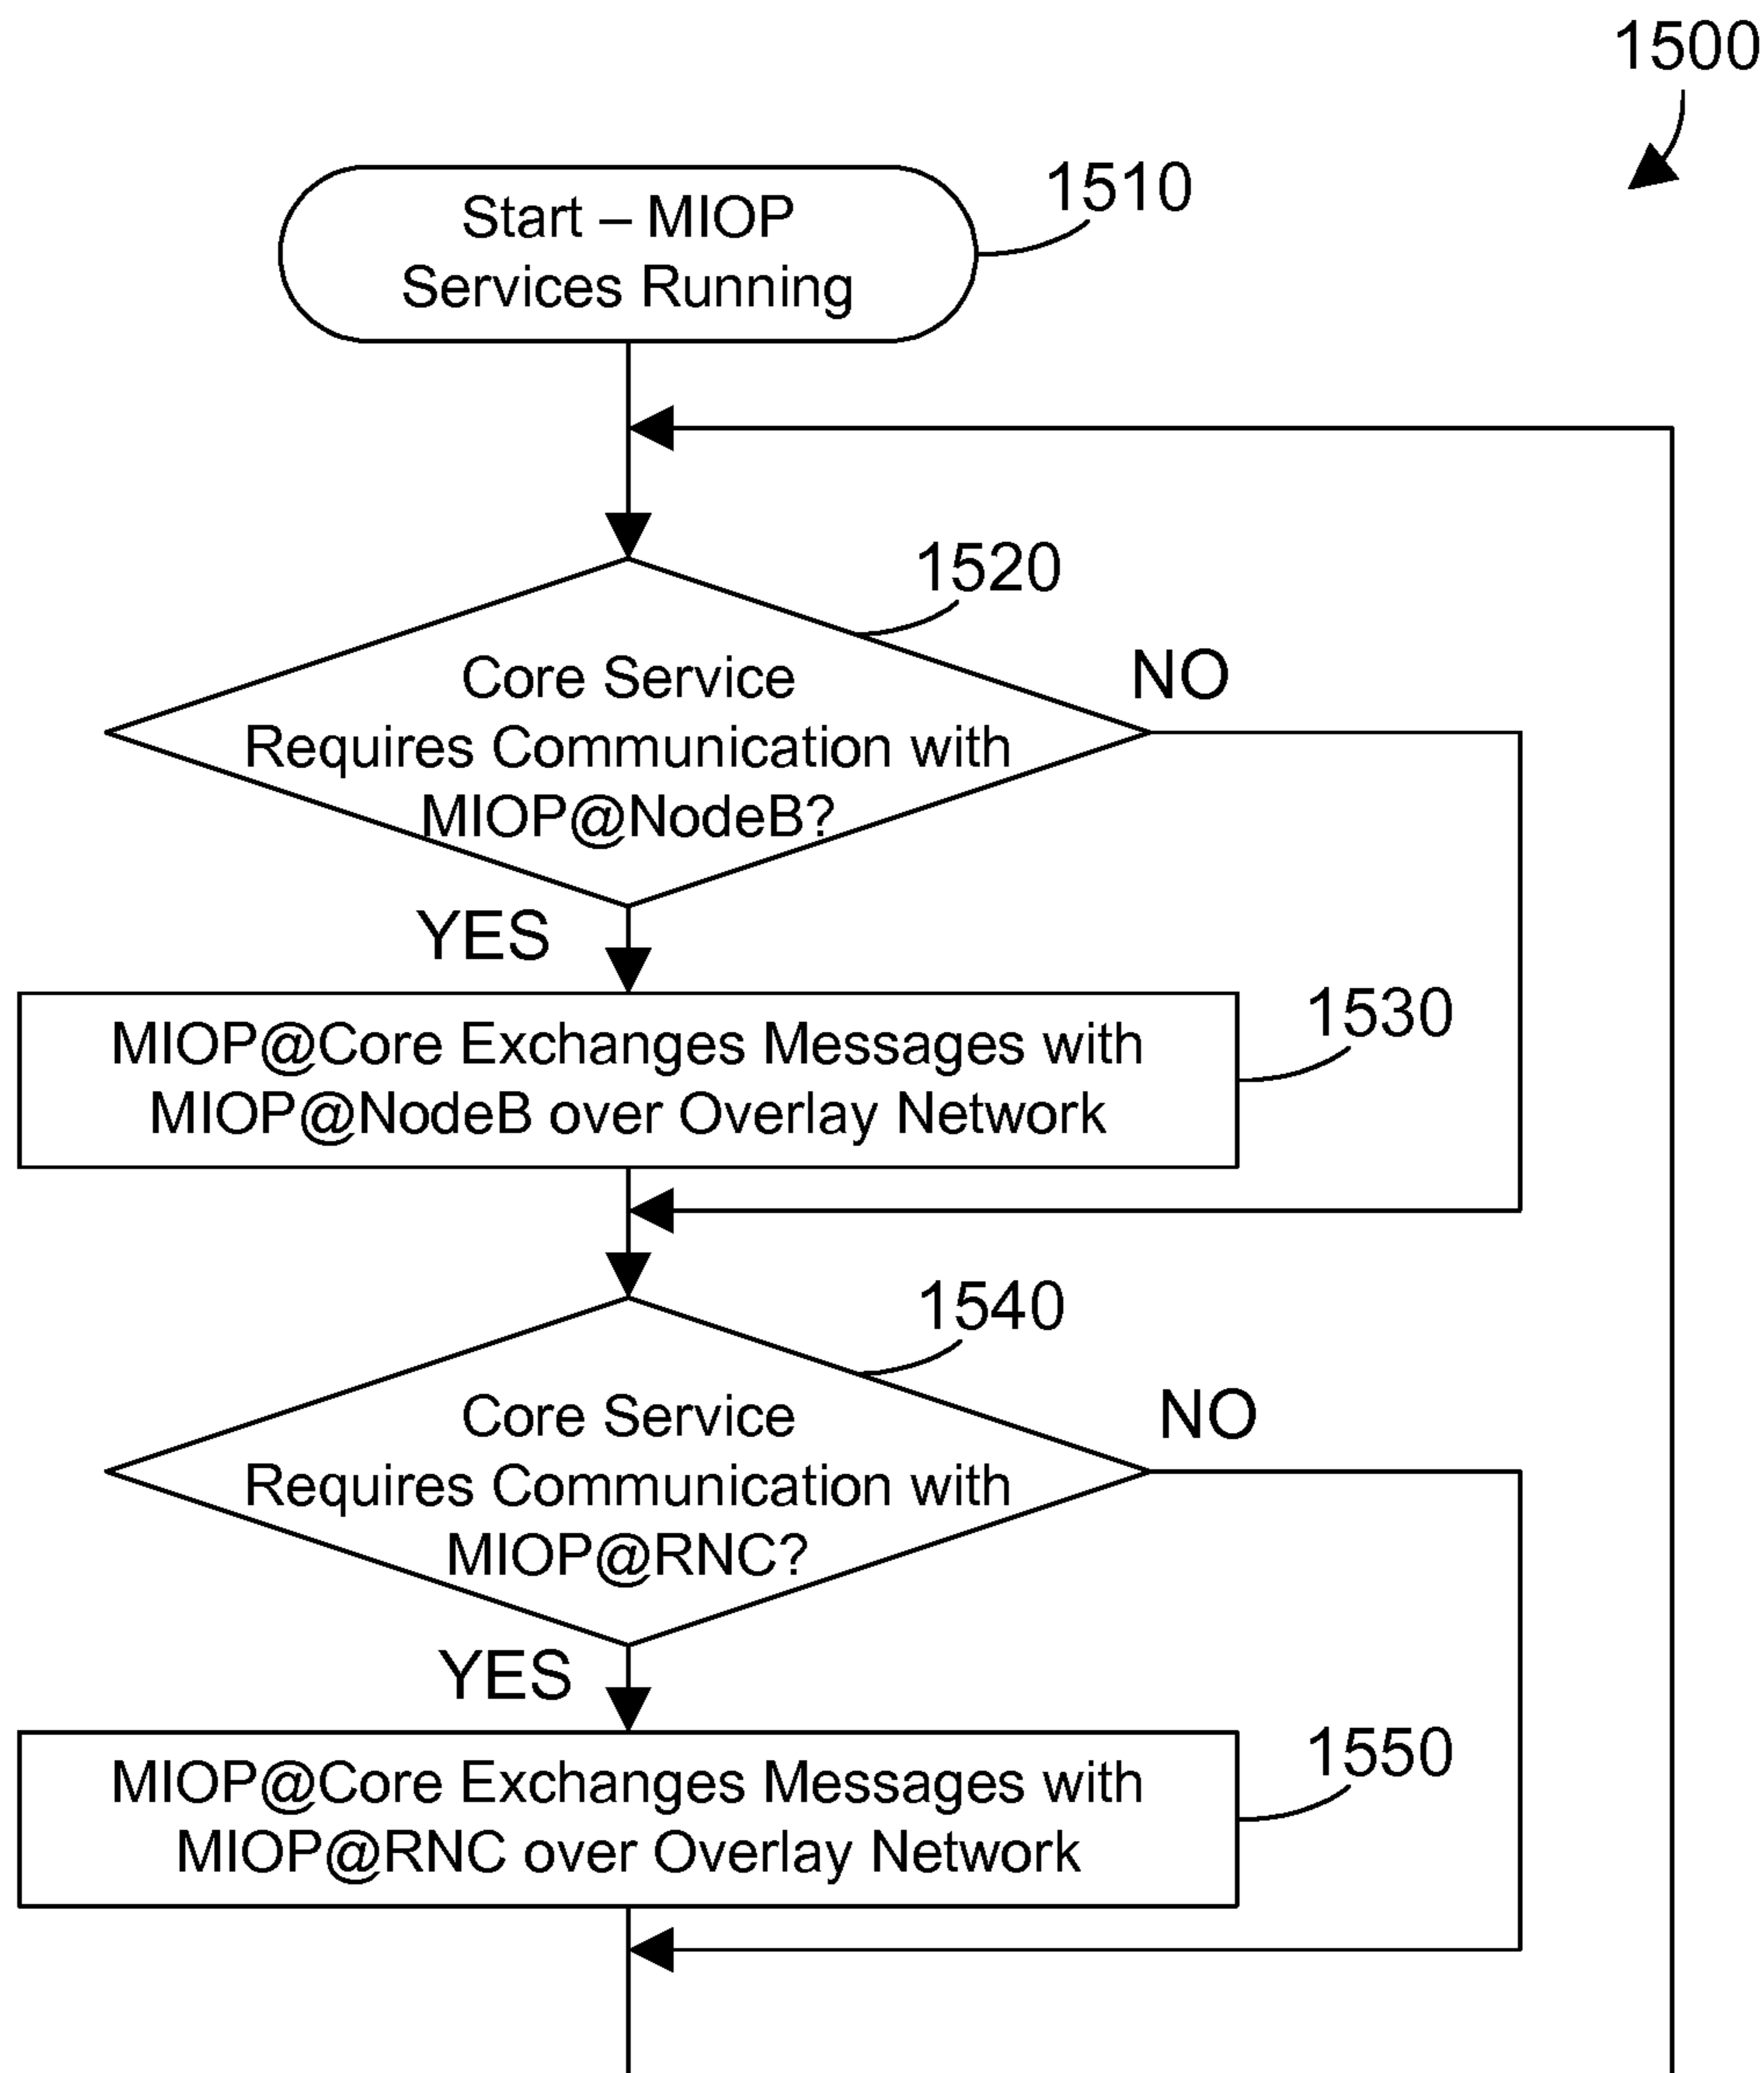 1500
Start – MIOP
Services Running
1510
1520
Core Service
Requires Communication with
MIOP@NodeB?
NO
YES
MIOP@Core Exchanges Messages with
MIOP@NodeB over Overlay Network
1530
1540
Core Service
Requires Communication with
MIOP@RNC?
NO
YES
MIOP@Core Exchanges Messages with
MIOP@RNC over Overlay Network
1550